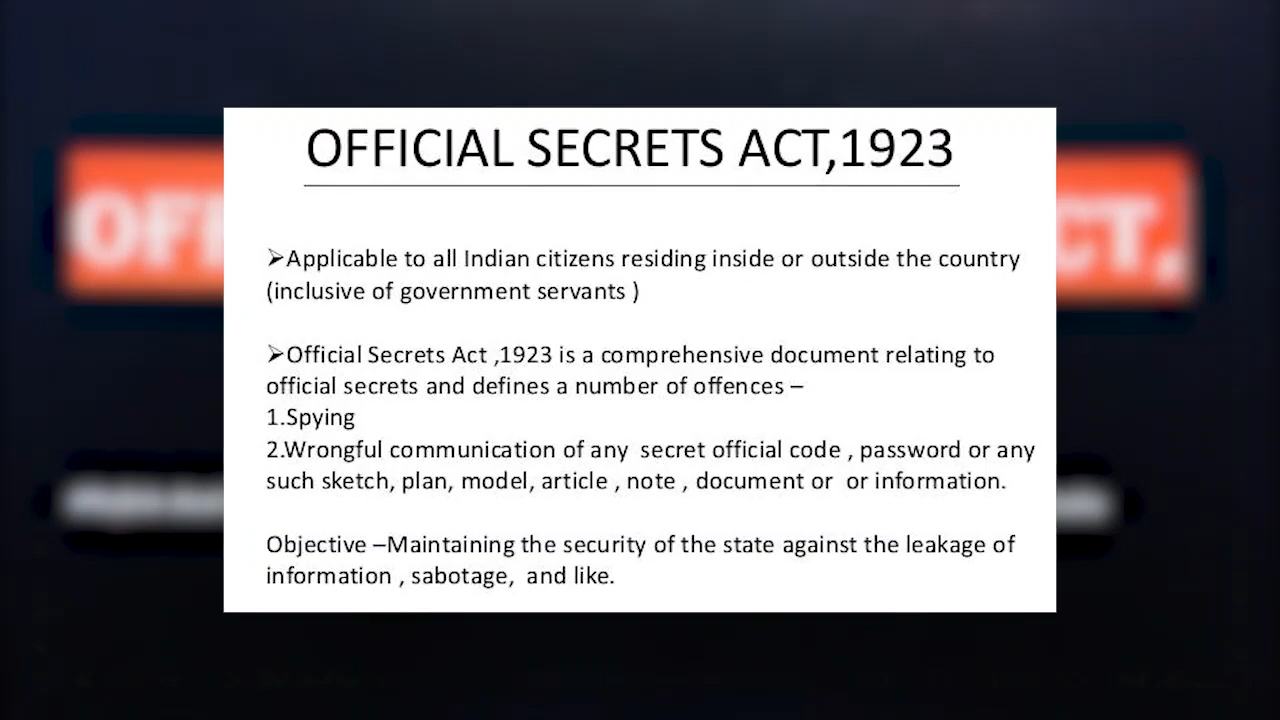 OFFICIAL SECRETS ACT,1923
➢Applicable to all Indian citizens residing inside or outside the country
(inclusive of government servants )
➢Official Secrets Act ,1923 is a comprehensive document relating to
official secrets and defines a number of offences –
1.Spying
2.Wrongful communication of any  secret official code , password or any
such sketch, plan, model, article , note , document or  or information.
Objective –Maintaining the security of the state against the leakage of
information , sabotage,  and like.